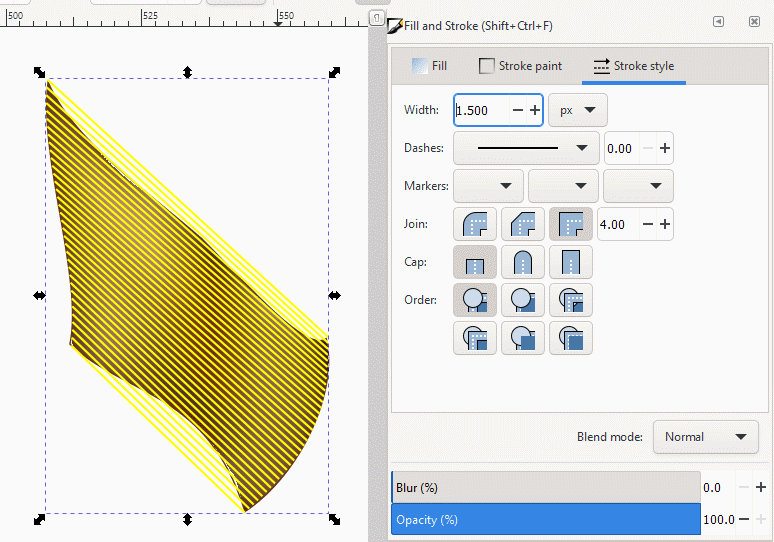 500 525 550
Fill and Stroke (Shift+Ctrl+F)
Fill Stroke paint Stroke style
Width: 1.500 px
Dashes: 0.00
Markers:
Join: 4.00
Cap:
Order:
Blend mode: Normal
Blur (%) 0.0
Opacity (%) 100.0